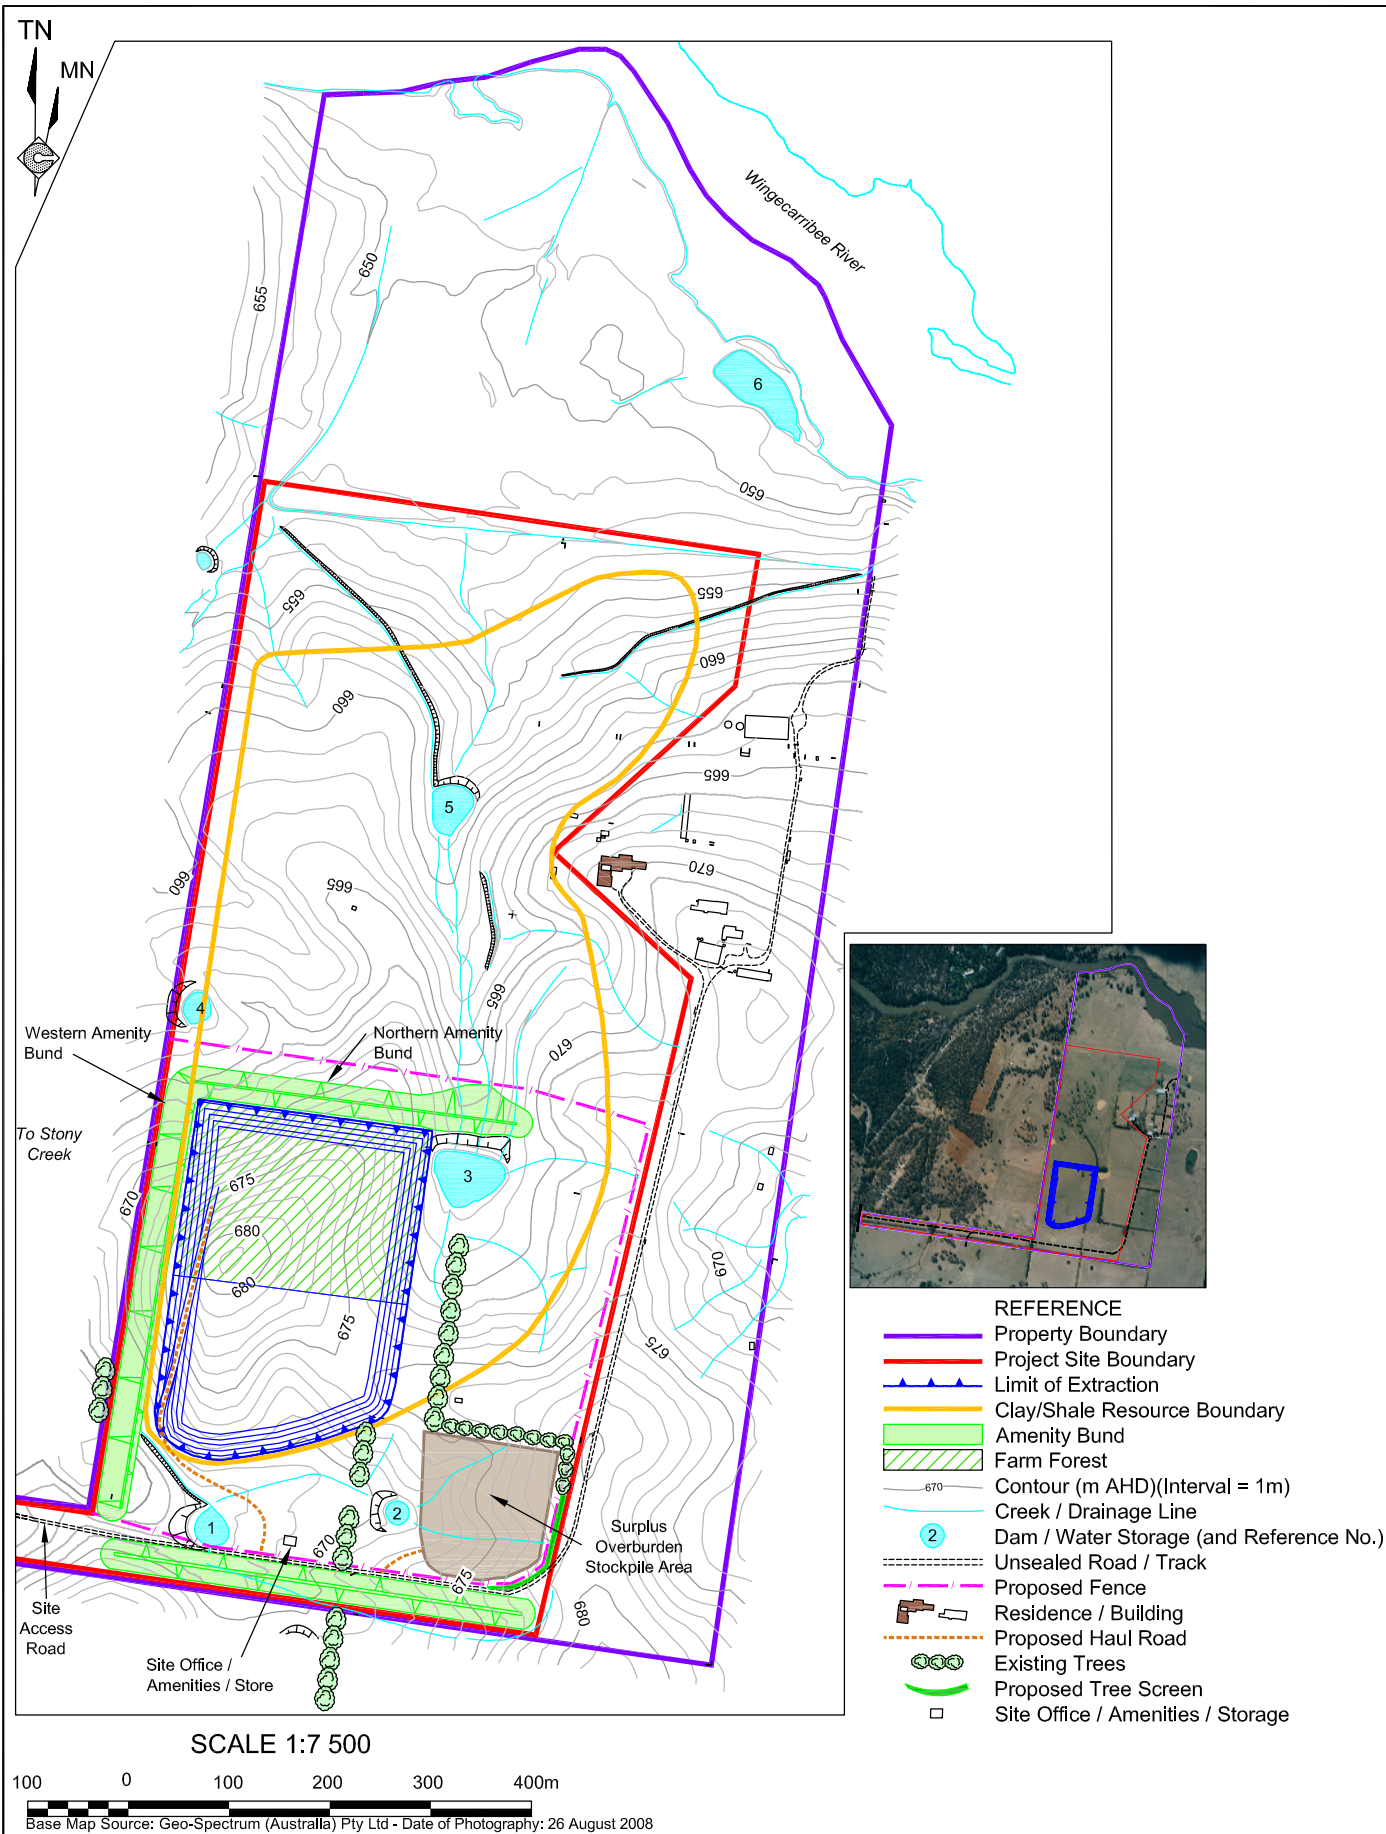 TN
MN
Wingecarribee River
655
650
6
650
655
655
660
660
665
5
670
660
665
665
4
Western Amenity
Bund
Northern Amenity
Bund
670
To Stony
Creek
670
675
680
680
675
3
670
675
1
2
670
675
680
Surplus
Overburden
Stockpile Area
Site
Access
Road
Site Office /
Amenities / Store
REFERENCE
Property Boundary
Project Site Boundary
Limit of Extraction
Clay/Shale Resource Boundary
Amenity Bund
Farm Forest
670 Contour (m AHD)(Interval = 1m)
Creek / Drainage Line
2 Dam / Water Storage (and Reference No.)
Unsealed Road / Track
Proposed Fence
Residence / Building
Proposed Haul Road
Existing Trees
Proposed Tree Screen
Site Office / Amenities / Storage
SCALE 1:7 500
100 0 100 200 300 400m
Base Map Source: Geo-Spectrum (Australla) Pty Ltd - Date of Photography: 26 August 2008